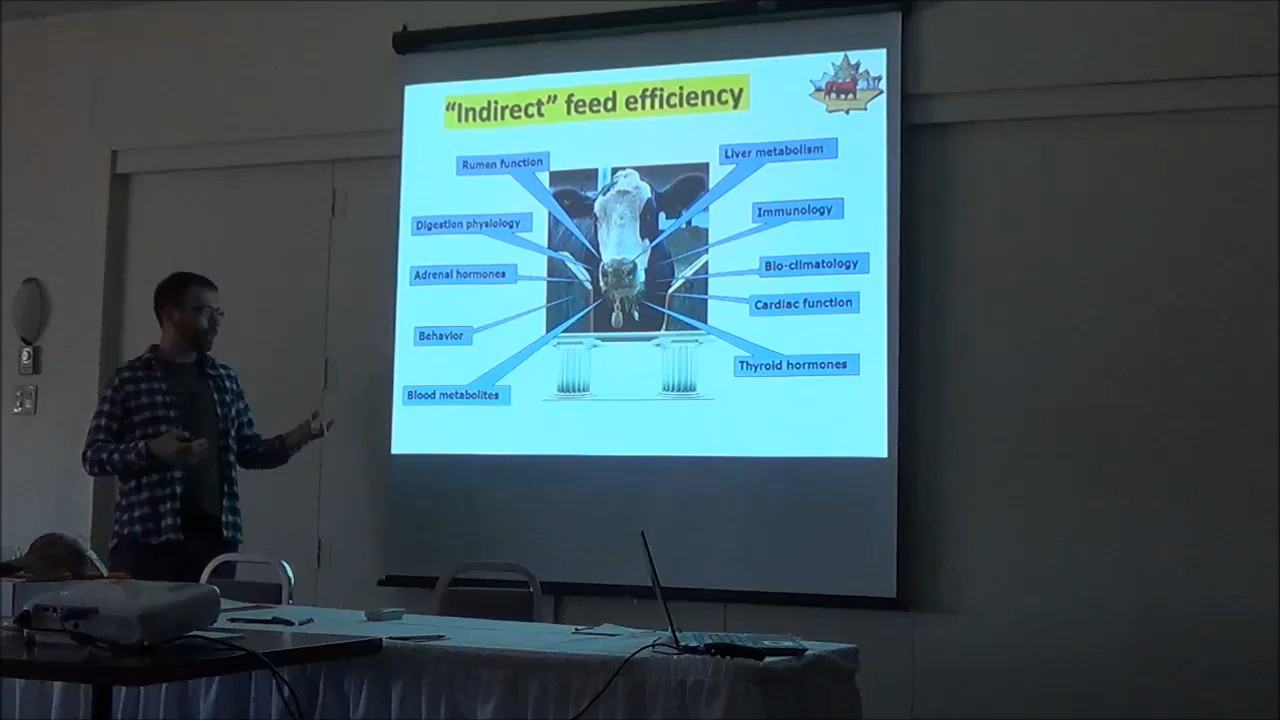 “Indirect” feed efficiency
Rumen function
Liver metabolism
Digestion physiology
Immunology
Adrenal hormones
Bio-climatology
Cardiac function
Behavior
Thyroid hormones
Blood metabolites